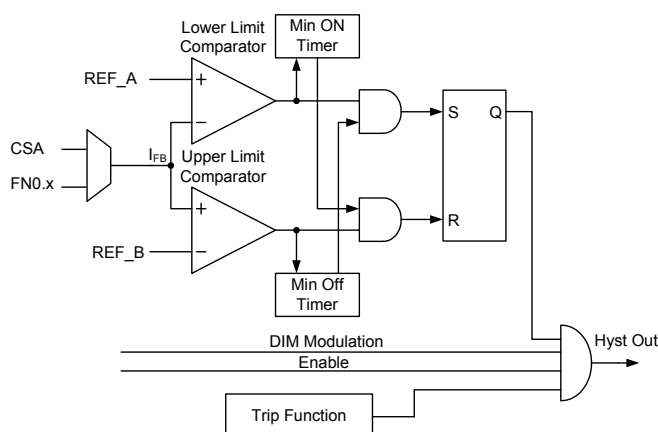 Lower Limit
Comparator
Min ON
Timer
REF_A
+
−
S
Q
CSA
FN0.x
IFB
Upper Limit
Comparator
+
−
R
REF_B
Min Off
Timer
DIM Modulation
Hyst Out
Enable
Trip Function